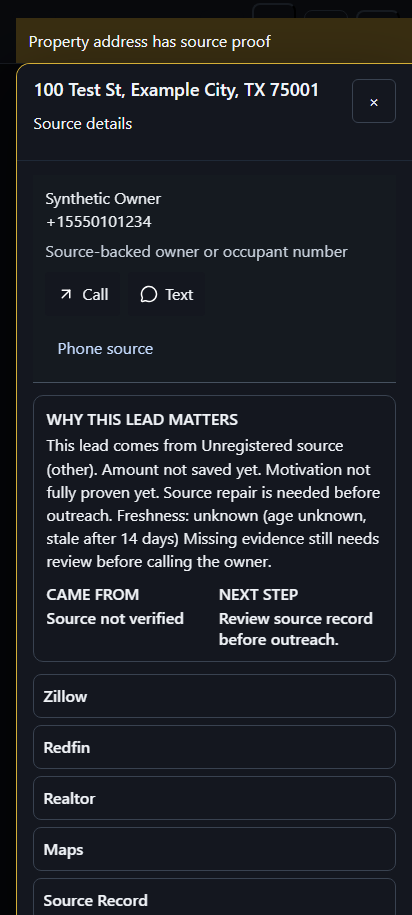 Property address has source proof
100 Test St, Example City, TX 75001
×
Source details
Synthetic Owner
+15550101234
Source-backed owner or occupant number
Call
Text
Phone source
WHY THIS LEAD MATTERS
This lead comes from Unregistered source
(other). Amount not saved yet. Motivation not
fully proven yet. Source repair is needed before
outreach. Freshness: unknown (age unknown,
stale after 14 days) Missing evidence still needs
review before calling the owner.
CAME FROM
Source not verified
NEXT STEP
Review source record
before outreach.
Zillow
Redfin
Realtor
Maps
Source Record